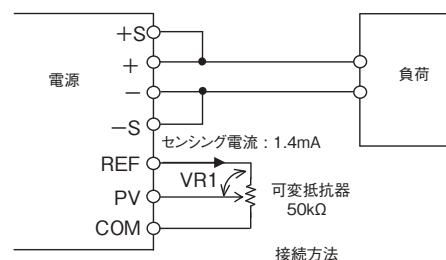 +S
電源
+
負荷
−
−S
センシング電流：1.4mA
REF
VR1
可変抵抗器
PV
50kΩ
COM
接続方法